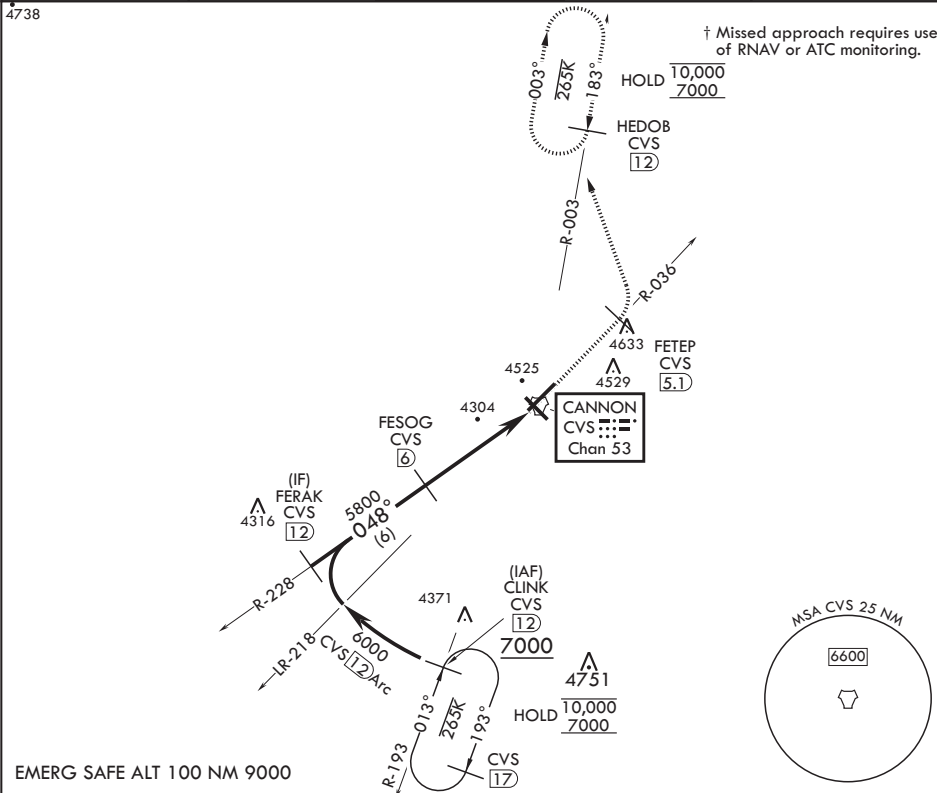 4738
† Missed approach requires use
of RNAV or ATC monitoring.
003°
265K
183°
HOLD 10,000
7000
HEDOB
CVS
12
R-003
R-036
4633
FETEP
CVS
5.1
4525
4529
4304
CANNON
CVS
Chan 53
FESOG
CVS
6
(IF)
FERAK
CVS
12
4316
5800
048°
(6)
R-228
LR-218
6000
CVS 12 Arc
4371
(IAF)
CLINK
CVS
12
7000
4751
HOLD 10,000
7000
013°
265K
193°
R-193
CVS
17
MSA CVS 25 NM
6600
EMERG SAFE ALT 100 NM 9000